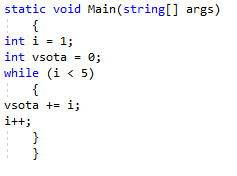 static void Main(string[] args)
{
int i = 1;
int vsota = 0;
while (i < 5)
{
vsota += i;
i++;
}
}